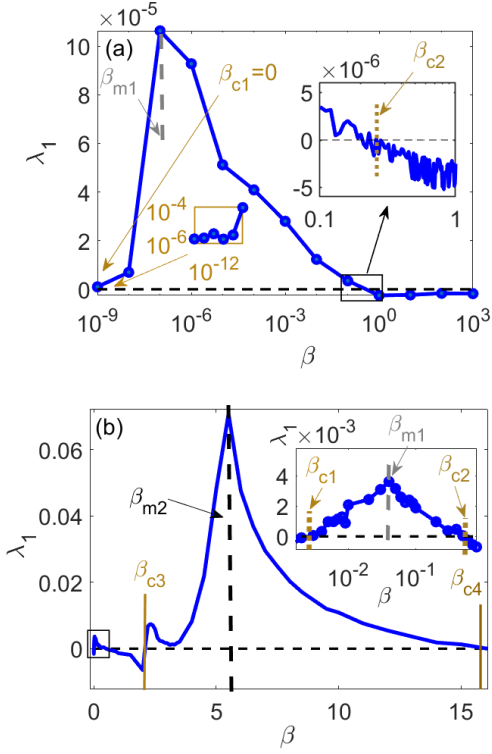 ×10⁻⁵
10
(a)
β_c1=0
β_m1
×10⁻⁶
β_c2
8
5
6
0
λ₁
4
-5
10⁻⁴
0.1
1
2
10⁻⁶
10⁻¹²
0
10⁻⁹
10⁻⁶
10⁻³
10⁰
10³
β
(b)
λ₁
×10⁻³
β_m1
0.06
β_c1
β_c2
4
β_m2
2
0.04
0
λ₁
10⁻²
10⁻¹
β
β_c3
β_c4
0.02
0
0
5
10
15
β